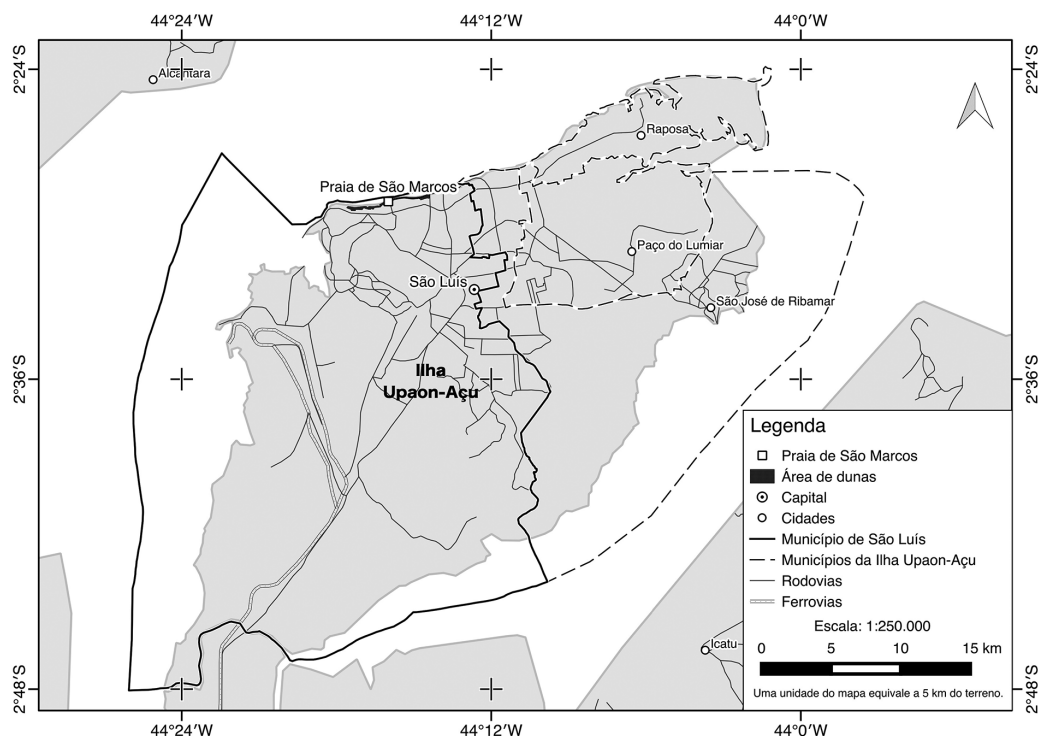 44°24’W 44°12’W 44°0’W
2°24’S 2°24’S
Alcântara
Raposa
Praia de São Marcos
Paço do Lumiar
São Luís
São José de Ribamar
Ilha
Upaon-Açu
2°36’S 2°36’S
Legenda
Praia de São Marcos
Área de dunas
Capital
Cidades
Município de São Luís
Municípios da Ilha Upaon-Açu
Rodovias
Ferrovias
Escala: 1:250.000
0 5 10 15 km
Uma unidade do mapa equivale a 5 km do terreno.
Icatu
2°48’S 2°48’S
44°24’W 44°12’W 44°0’W